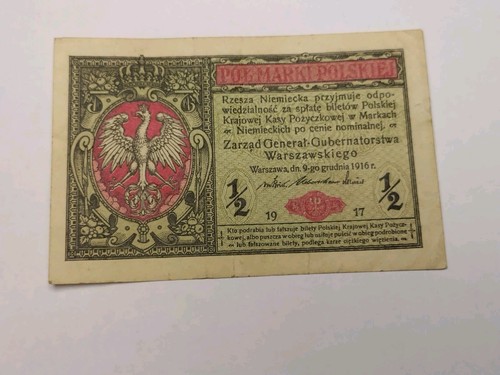 PÓŁ MARKI POLSKIEJ
Rzesza Niemiecka przyjmuje odpo-
wiedzialność za spłatę biletów Polskiej
Krajowej Kasy Pożyczkowej w Markach
Niemieckich po cenie nominalnej.
Zarząd Generał-Gubernatorstwa
Warszawskiego
Warszawa, dn. 9-go grudnia 1916 r.
1/2 1/2
19 17
Kto podrabia lub fałszuje bilety Polskiej Krajowej Kasy Pożycz-
kowej, albo puszcza w obieg lub usiłuje puścić w obieg podrobione
lub fałszowane bilety, podlega karze ciężkiego więzienia.